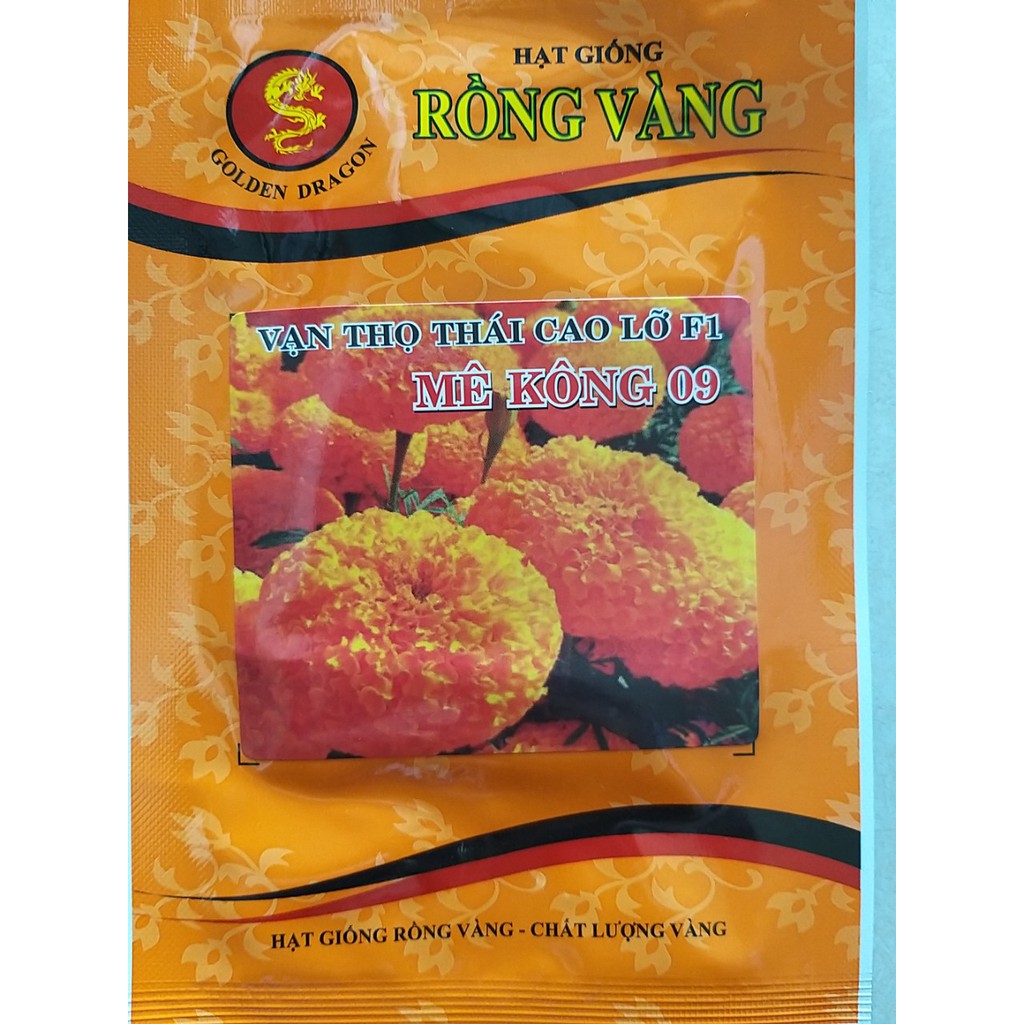 HẠT GIỐNG
RỒNG VÀNG
GOLDEN DRAGON
VẠN THỌ THÁI CAO LỠ F1
MÊ KÔNG 09
HẠT GIỐNG RỒNG VÀNG - CHẤT LƯỢNG VÀNG